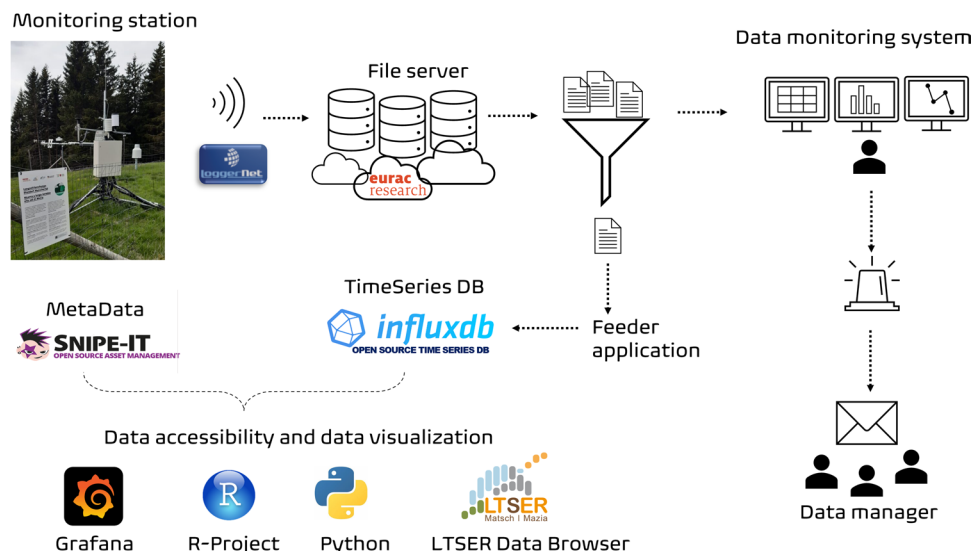 Monitoring station
Data monitoring system
File server
LoggerNet
eurac
research
TimeSeries DB
MetaData
influxdb
OPEN SOURCE TIME SERIES DB
Feeder
application
SNIPE-IT
OPEN SOURCE ASSET MANAGEMENT
Data accessibility and data visualization
R
LTSER
Matsch | Mazia
Data manager
Grafana
R-Project
Python
LTSER Data Browser